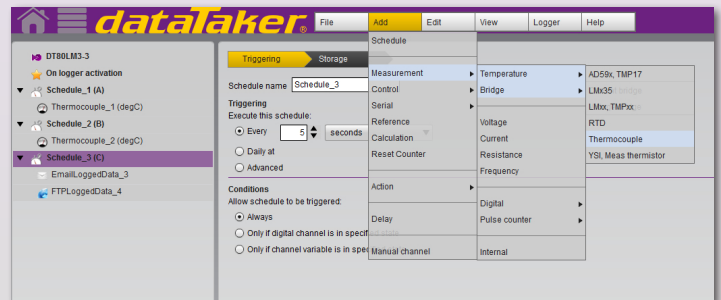 dataTaker®
File Add Edit View Logger Help
DT80LM3-3
On logger activation
Schedule_1 (A)
Thermocouple_1 (degC)
Schedule_2 (B)
Thermocouple_2 (degC)
Schedule_3 (C)
EmailLoggedData_3
FTPLoggedData_4
Triggering Storage
Schedule name Schedule_3
Triggering
Execute this schedule:
Every 5 seconds
Daily at
Advanced
Conditions
Allow schedule to be triggered:
Always
Only if digital channel is in specif
Only if channel variable is in spec
Schedule
Measurement
Control
Serial
Reference
Calculation
Reset Counter
Action
Delay
Manual channel
Temperature
Bridge
Voltage
Current
Resistance
Frequency
Digital
Pulse counter
Internal
AD59x, TMP17
LMx35
LMxx, TMPxx
RTD
Thermocouple
YSI, Meas thermistor